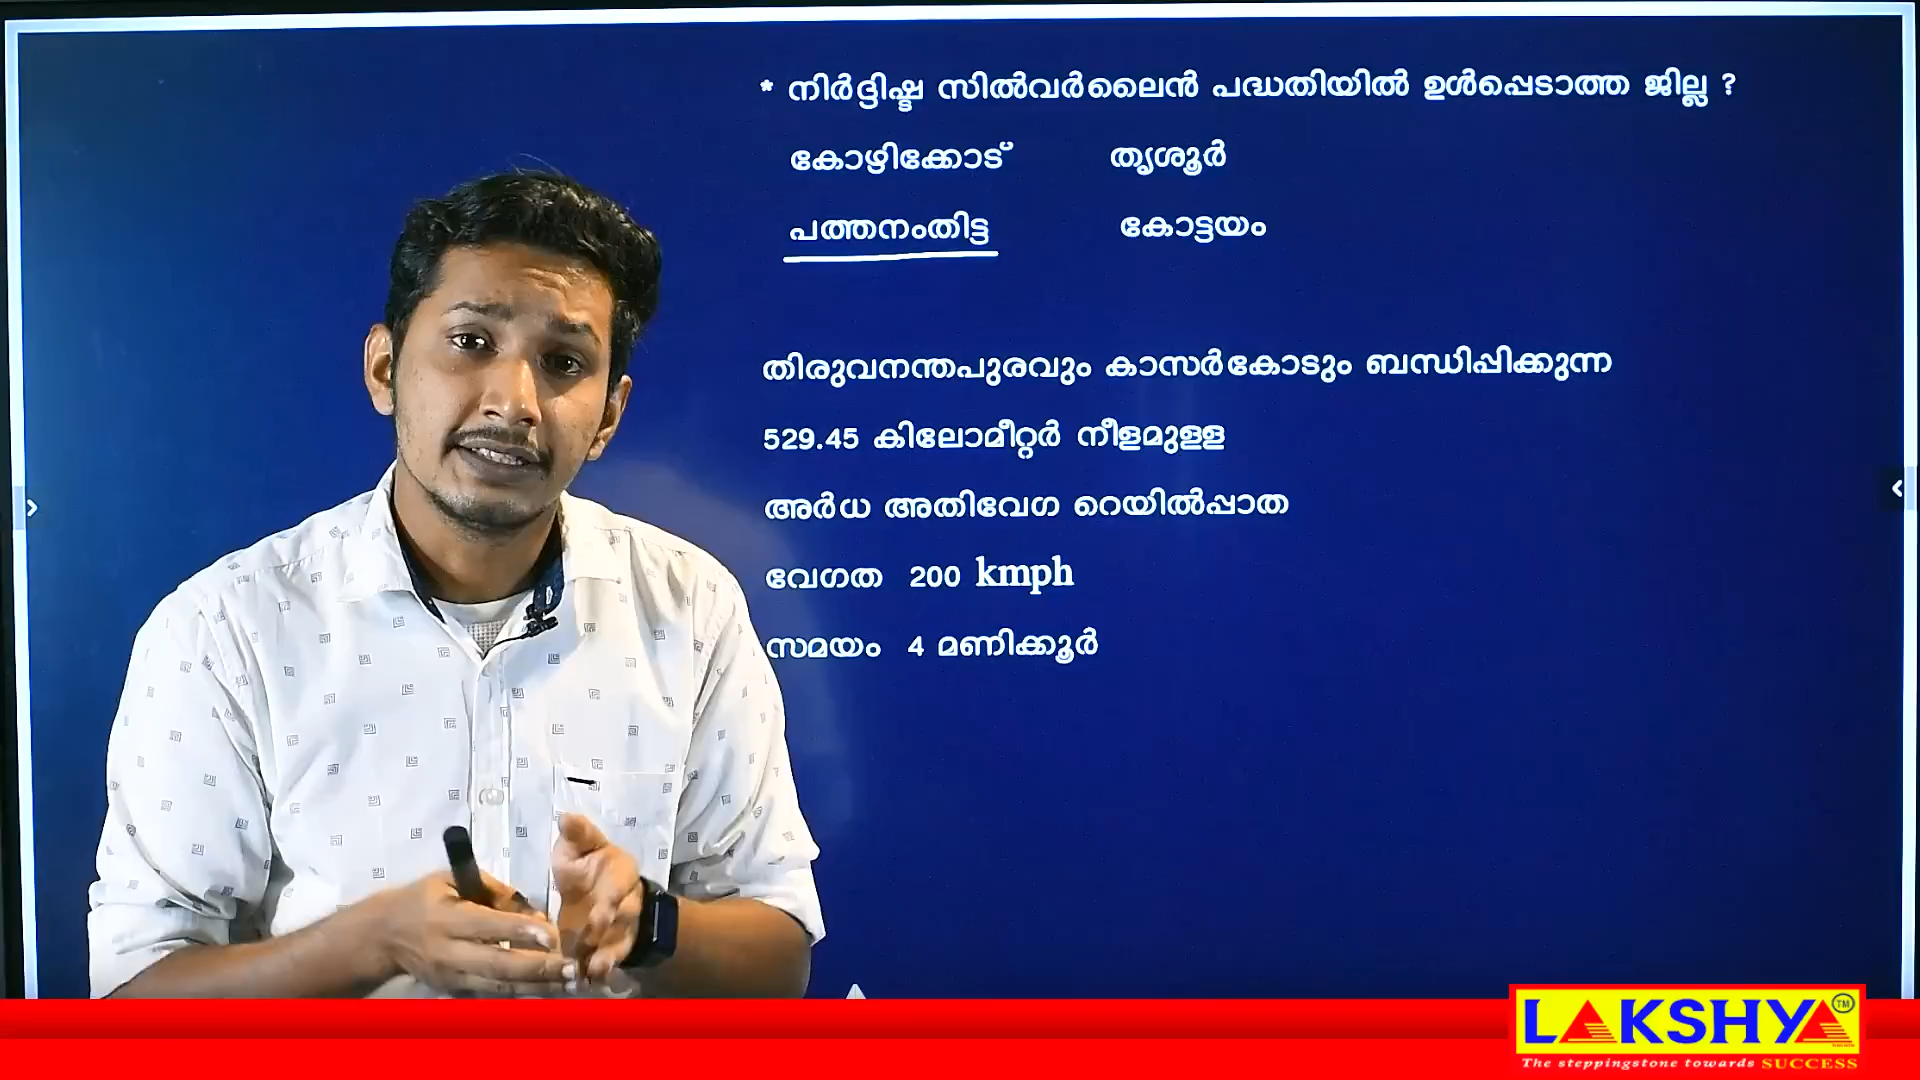 * നിർദ്ദിഷ്ട സിൽവർലൈൻ പദ്ധതിയിൽ ഉൾപ്പെടാത്ത ജില്ല ?
കോഴിക്കോട് തൃശൂർ
പത്തനംതിട്ട കോട്ടയം
തിരുവനന്തപുരവും കാസർകോടും ബന്ധിപ്പിക്കുന്ന
529.45 കിലോമീറ്റർ നീളമുള്ള
അർധ അതിവേഗ റെയിൽപ്പാത
വേഗത 200 kmph
സമയം 4 മണിക്കൂർ
LAKSHYA TM
The steppingstone towards SUCCESS